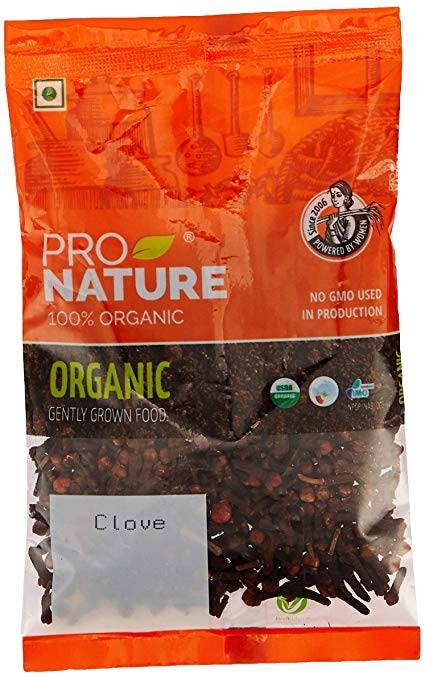 Since 2006
POWERED BY WOMEN
PRO
NATURE
®
100% ORGANIC
NO GMO USED
IN PRODUCTION
ORGANIC
GENTLY GROWN FOOD.
USDA
ORGANIC
ORGANIC
Clove